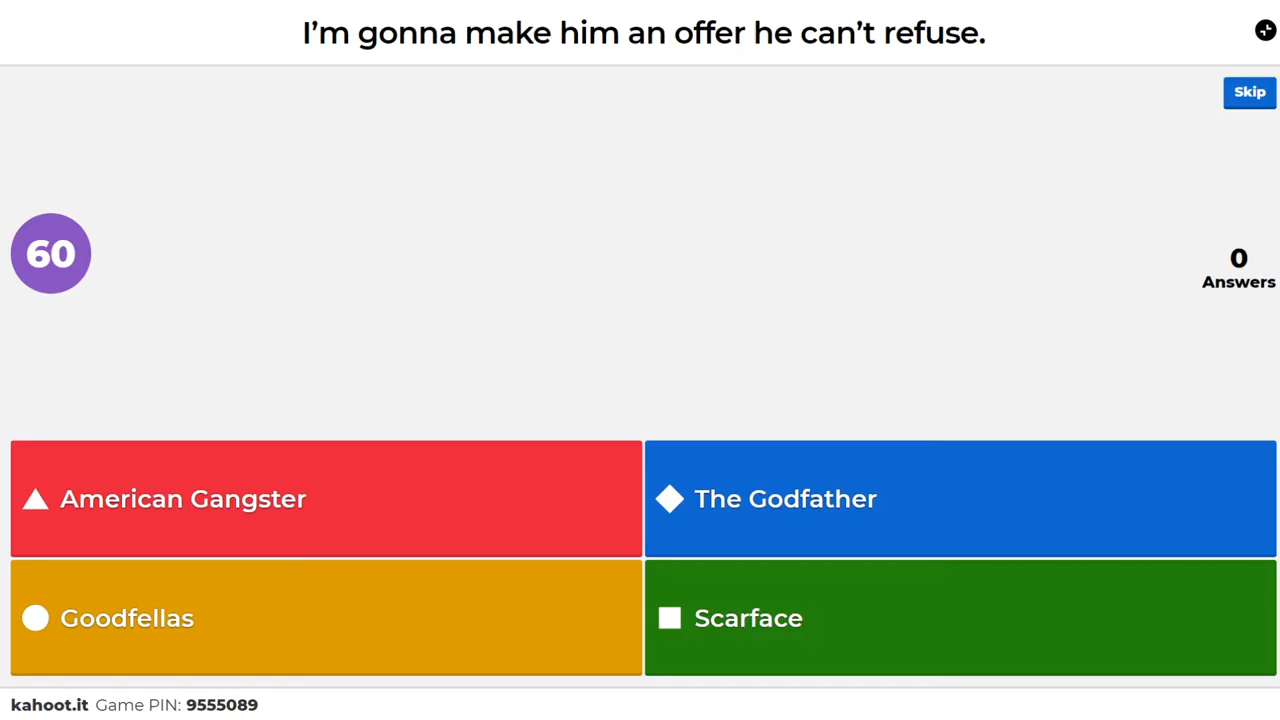 I’m gonna make him an offer he can’t refuse.
Skip
60
0
Answers
American Gangster
The Godfather
Goodfellas
Scarface
kahoot.it Game PIN: 9555089